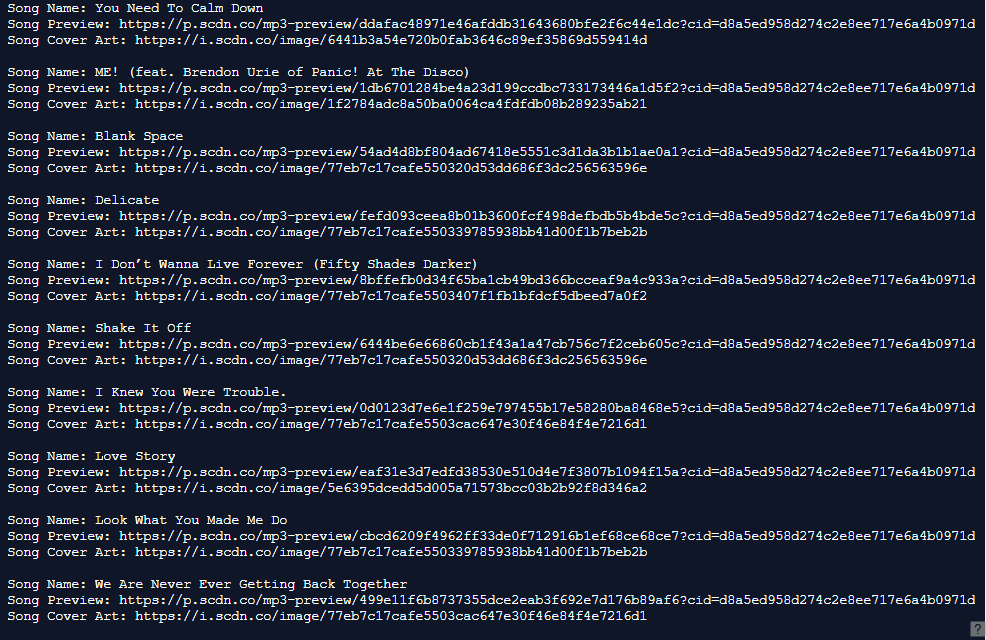 Song Name: You Need To Calm Down
Song Preview: https://p.scdn.co/mp3-preview/ddafac48971e46afddb31643680bfe2f6c44e1dc?cid=d8a5ed958d274c2e8ee717e6a4b0971d
Song Cover Art: https://i.scdn.co/image/6441b3a54e720b0fab3646c89ef35869d559414d

Song Name: ME! (feat. Brendon Urie of Panic! At The Disco)
Song Preview: https://p.scdn.co/mp3-preview/1db6701284be4a23d199ccdbc733173446a1d5f2?cid=d8a5ed958d274c2e8ee717e6a4b0971d
Song Cover Art: https://i.scdn.co/image/1f2784adc8a50ba0064ca4fdfdb08b289235ab21

Song Name: Blank Space
Song Preview: https://p.scdn.co/mp3-preview/54ad4d8bf804ad67418e5551c3d1da3b1b1ae0a1?cid=d8a5ed958d274c2e8ee717e6a4b0971d
Song Cover Art: https://i.scdn.co/image/77eb7c17cafe550320d53dd686f3dc256563596e

Song Name: Delicate
Song Preview: https://p.scdn.co/mp3-preview/fefd093ceea8b01b3600fcf498defbdb5b4bde5c?cid=d8a5ed958d274c2e8ee717e6a4b0971d
Song Cover Art: https://i.scdn.co/image/77eb7c17cafe550339785938bb41d00f1b7beb2b

Song Name: I Don’t Wanna Live Forever (Fifty Shades Darker)
Song Preview: https://p.scdn.co/mp3-preview/8bffefb0d34f65ba1cb49bd366bcceaf9a4c933a?cid=d8a5ed958d274c2e8ee717e6a4b0971d
Song Cover Art: https://i.scdn.co/image/77eb7c17cafe5503407f1fb1bfdcf5dbeed7a0f2

Song Name: Shake It Off
Song Preview: https://p.scdn.co/mp3-preview/6444be6e66860cb1f43a1a47cb756c7f2ceb605c?cid=d8a5ed958d274c2e8ee717e6a4b0971d
Song Cover Art: https://i.scdn.co/image/77eb7c17cafe550320d53dd686f3dc256563596e

Song Name: I Knew You Were Trouble.
Song Preview: https://p.scdn.co/mp3-preview/0d0123d7e6e1f259e797455b17e58280ba8468e5?cid=d8a5ed958d274c2e8ee717e6a4b0971d
Song Cover Art: https://i.scdn.co/image/77eb7c17cafe5503cac647e30f46e84f4e7216d1

Song Name: Love Story
Song Preview: https://p.scdn.co/mp3-preview/eaf31e3d7edfd38530e510d4e7f3807b1094f15a?cid=d8a5ed958d274c2e8ee717e6a4b0971d
Song Cover Art: https://i.scdn.co/image/5e6395dcedd5d005a71573bcc03b2b92f8d346a2

Song Name: Look What You Made Me Do
Song Preview: https://p.scdn.co/mp3-preview/cbcd6209f4962ff33de0f712916b1ef68ce68ce7?cid=d8a5ed958d274c2e8ee717e6a4b0971d
Song Cover Art: https://i.scdn.co/image/77eb7c17cafe550339785938bb41d00f1b7beb2b

Song Name: We Are Never Ever Getting Back Together
Song Preview: https://p.scdn.co/mp3-preview/499e11f6b8737355dce2eab3f692e7d176b89af6?cid=d8a5ed958d274c2e8ee717e6a4b0971d
Song Cover Art: https://i.scdn.co/image/77eb7c17cafe5503cac647e30f46e84f4e7216d1
?